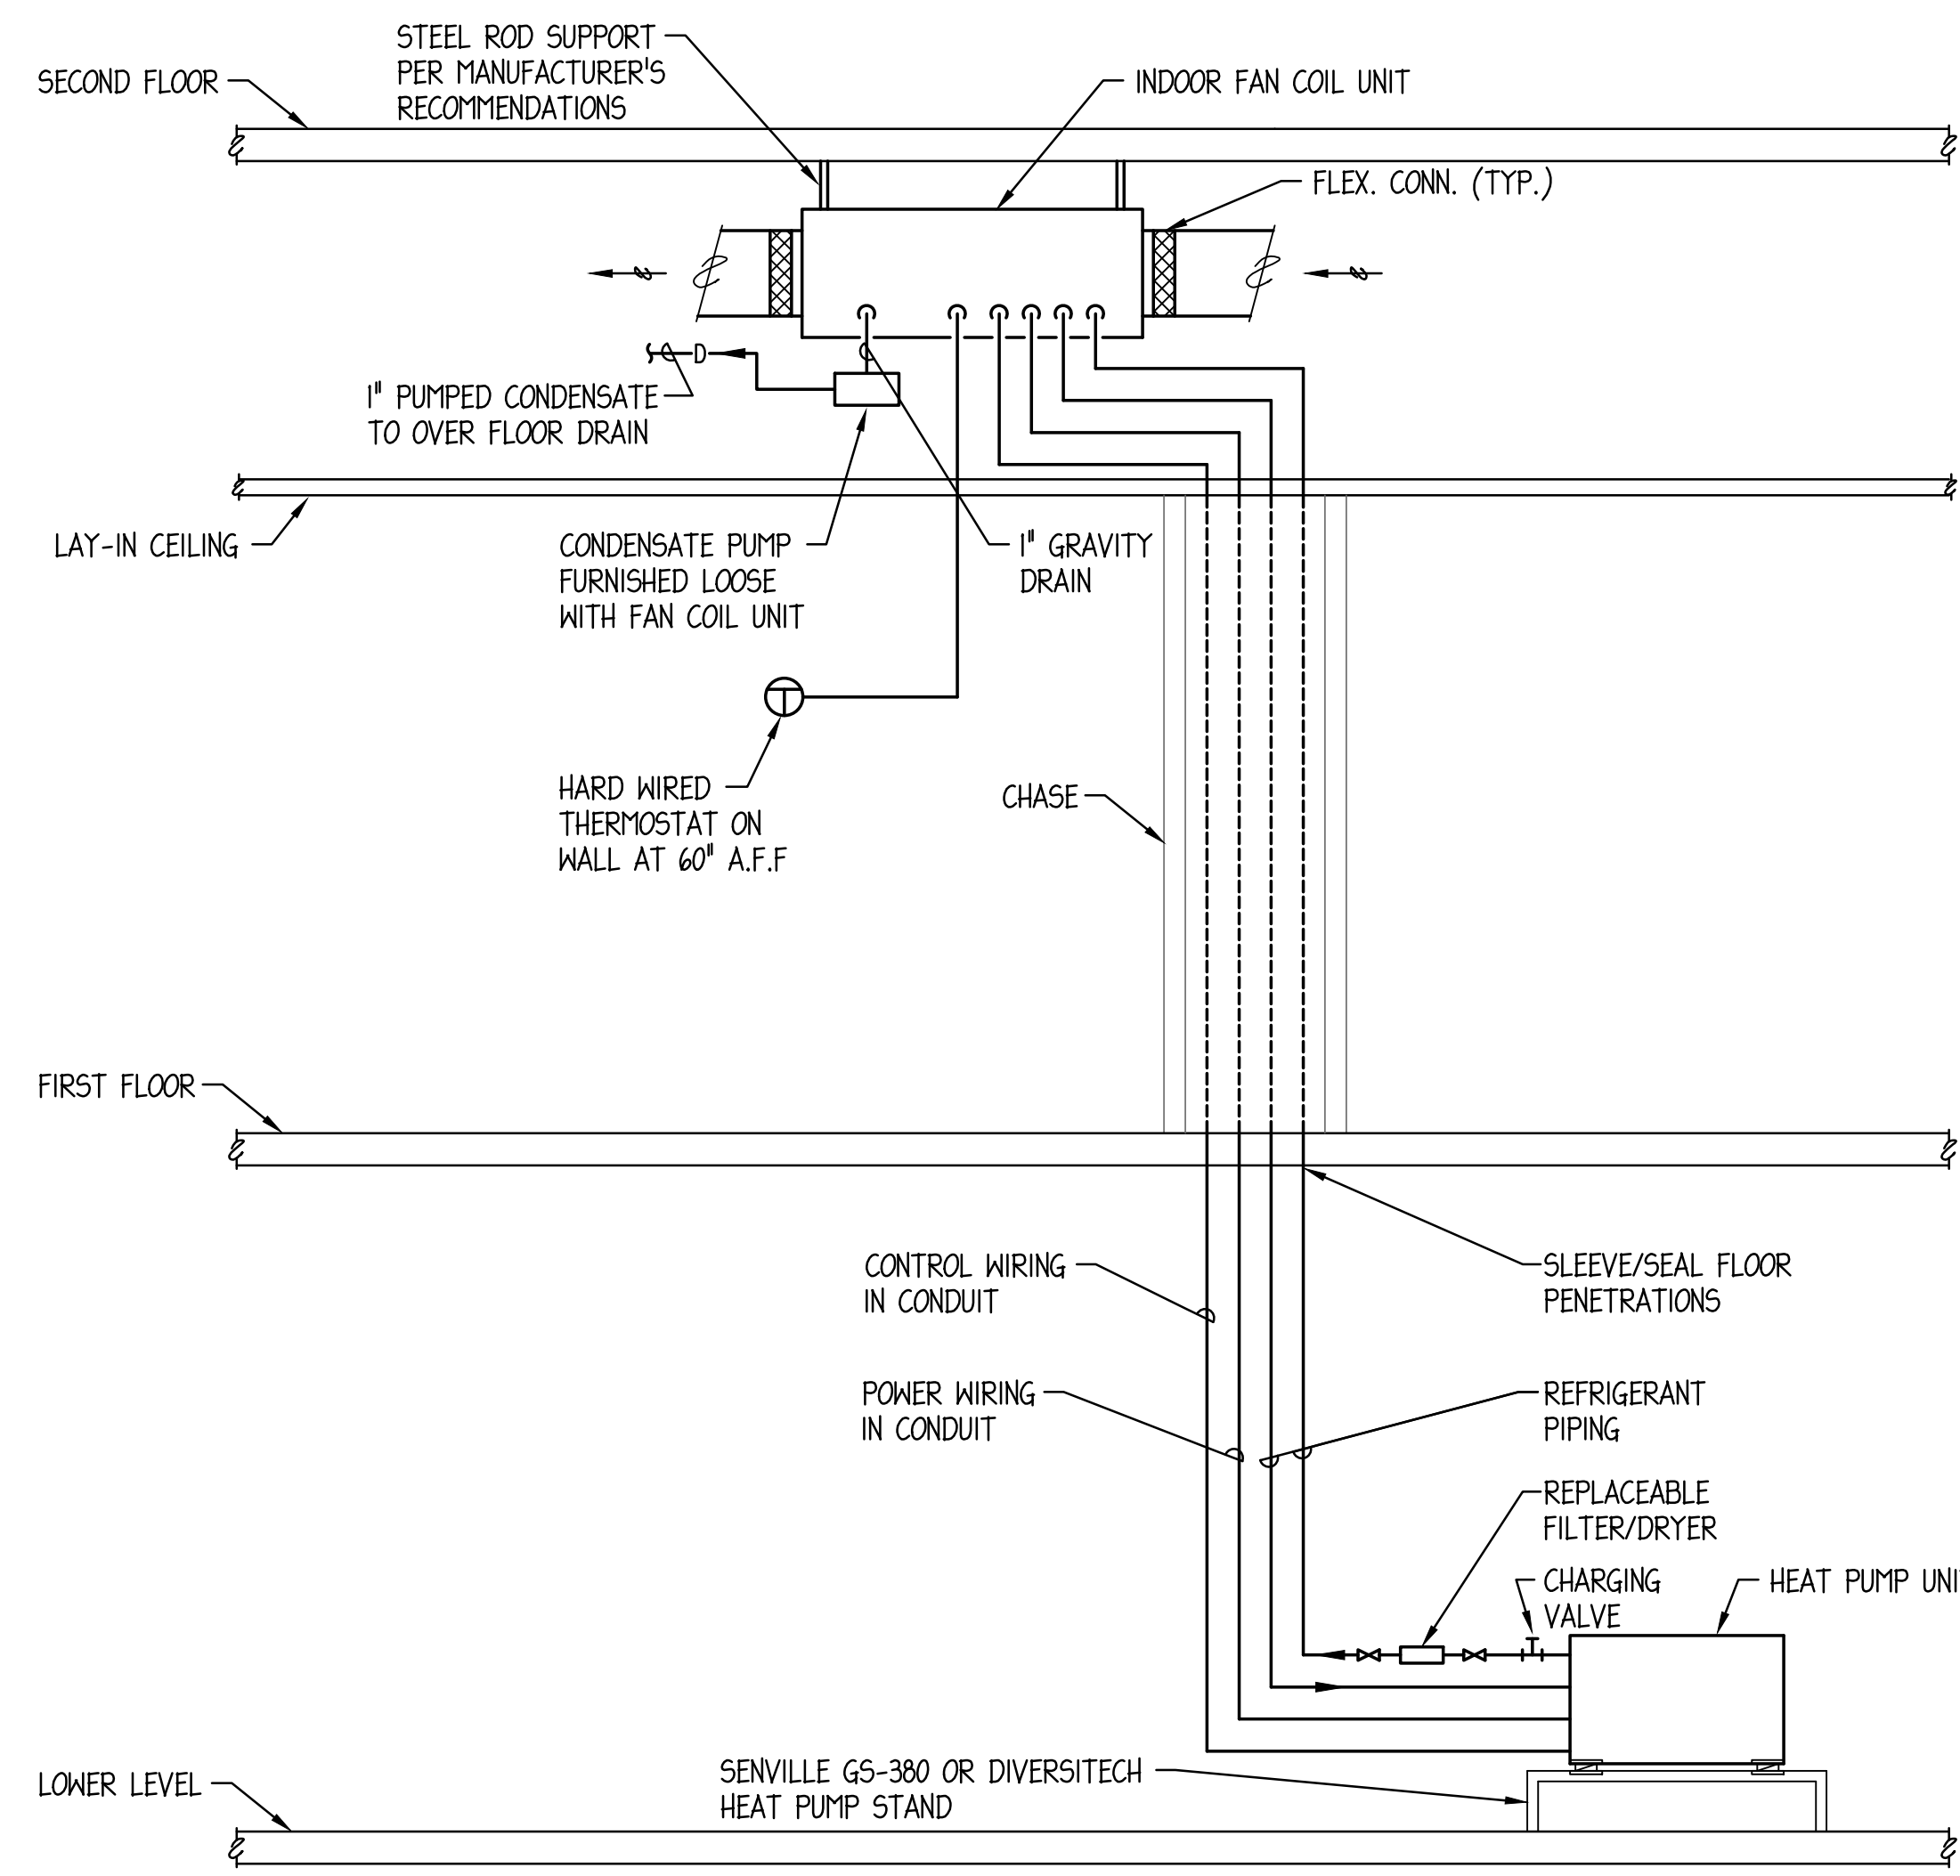 STEEL ROD SUPPORT
PER MANUFACTURER'S
RECOMMENDATIONS
SECOND FLOOR
INDOOR FAN COIL UNIT
FLEX. CONN. (TYP.)
D
1" PUMPED CONDENSATE
TO OVER FLOOR DRAIN
LAY-IN CEILING
CONDENSATE PUMP
FURNISHED LOOSE
WITH FAN COIL UNIT
1" GRAVITY
DRAIN
T
HARD WIRED
THERMOSTAT ON
WALL AT 60" A.F.F
CHASE
FIRST FLOOR
CONTROL WIRING
IN CONDUIT
SLEEVE/SEAL FLOOR
PENETRATIONS
POWER WIRING
IN CONDUIT
REFRIGERANT
PIPING
REPLACEABLE
FILTER/DRYER
CHARGING
VALVE
HEAT PUMP UNI
SENVILLE GS-380 OR DIVERSITECH
HEAT PUMP STAND
LOWER LEVEL